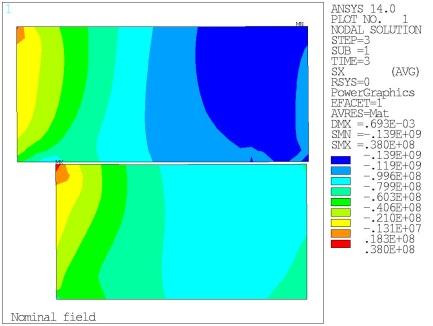 1
MN
MX
ANSYS 14.0
PLOT NO. 1
NODAL SOLUTION
STEP=3
SUB =1
TIME=3
SX (AVG)
RSYS=0
PowerGraphics
EFACET=1
AVRES=Mat
DMX =.693E-03
SMN =-.139E+09
SMX =.380E+08
-.139E+09
-.119E+09
-.996E+08
-.799E+08
-.603E+08
-.406E+08
-.210E+08
-.131E+07
.183E+08
.380E+08
Nominal field